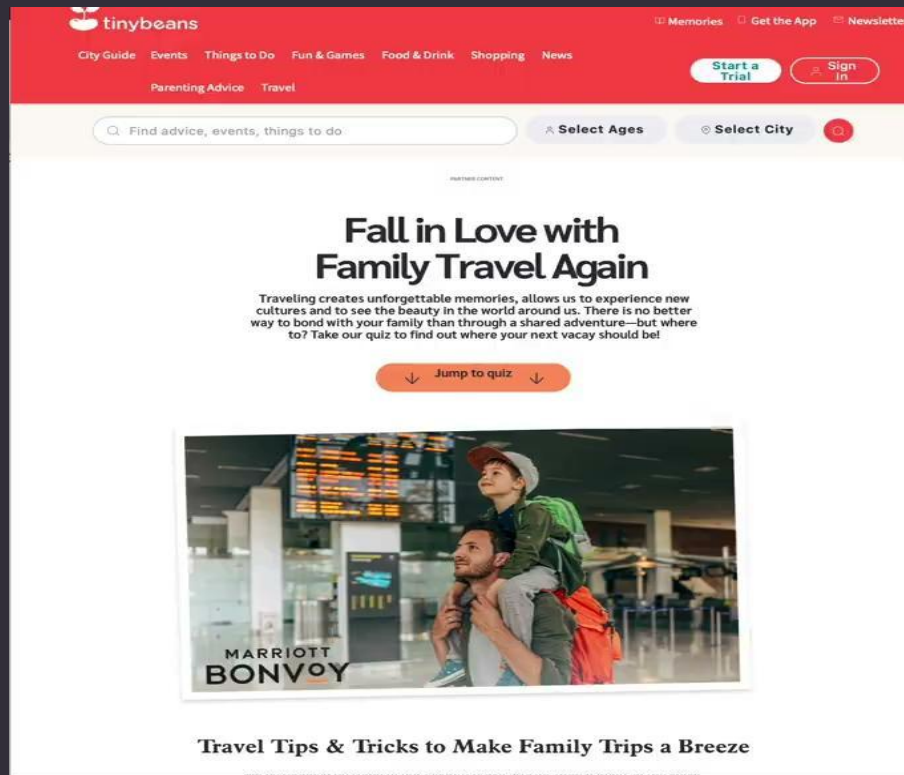 tinybeans
Memories Get the App Newslette
City Guide Events Things to Do Fun & Games Food & Drink Shopping News
Start a
Trial
Sign
In
Parenting Advice Travel
Find advice, events, things to do
Select Ages
Select City
PARTNER CONTENT
Fall in Love with
Family Travel Again
Traveling creates unforgettable memories, allows us to experience new
cultures and to see the beauty in the world around us. There is no better
way to bond with your family than through a shared adventure—but where
to? Take our quiz to find out where your next vacay should be!
Jump to quiz
MARRIOTT
BONVOY
Travel Tips & Tricks to Make Family Trips a Breeze